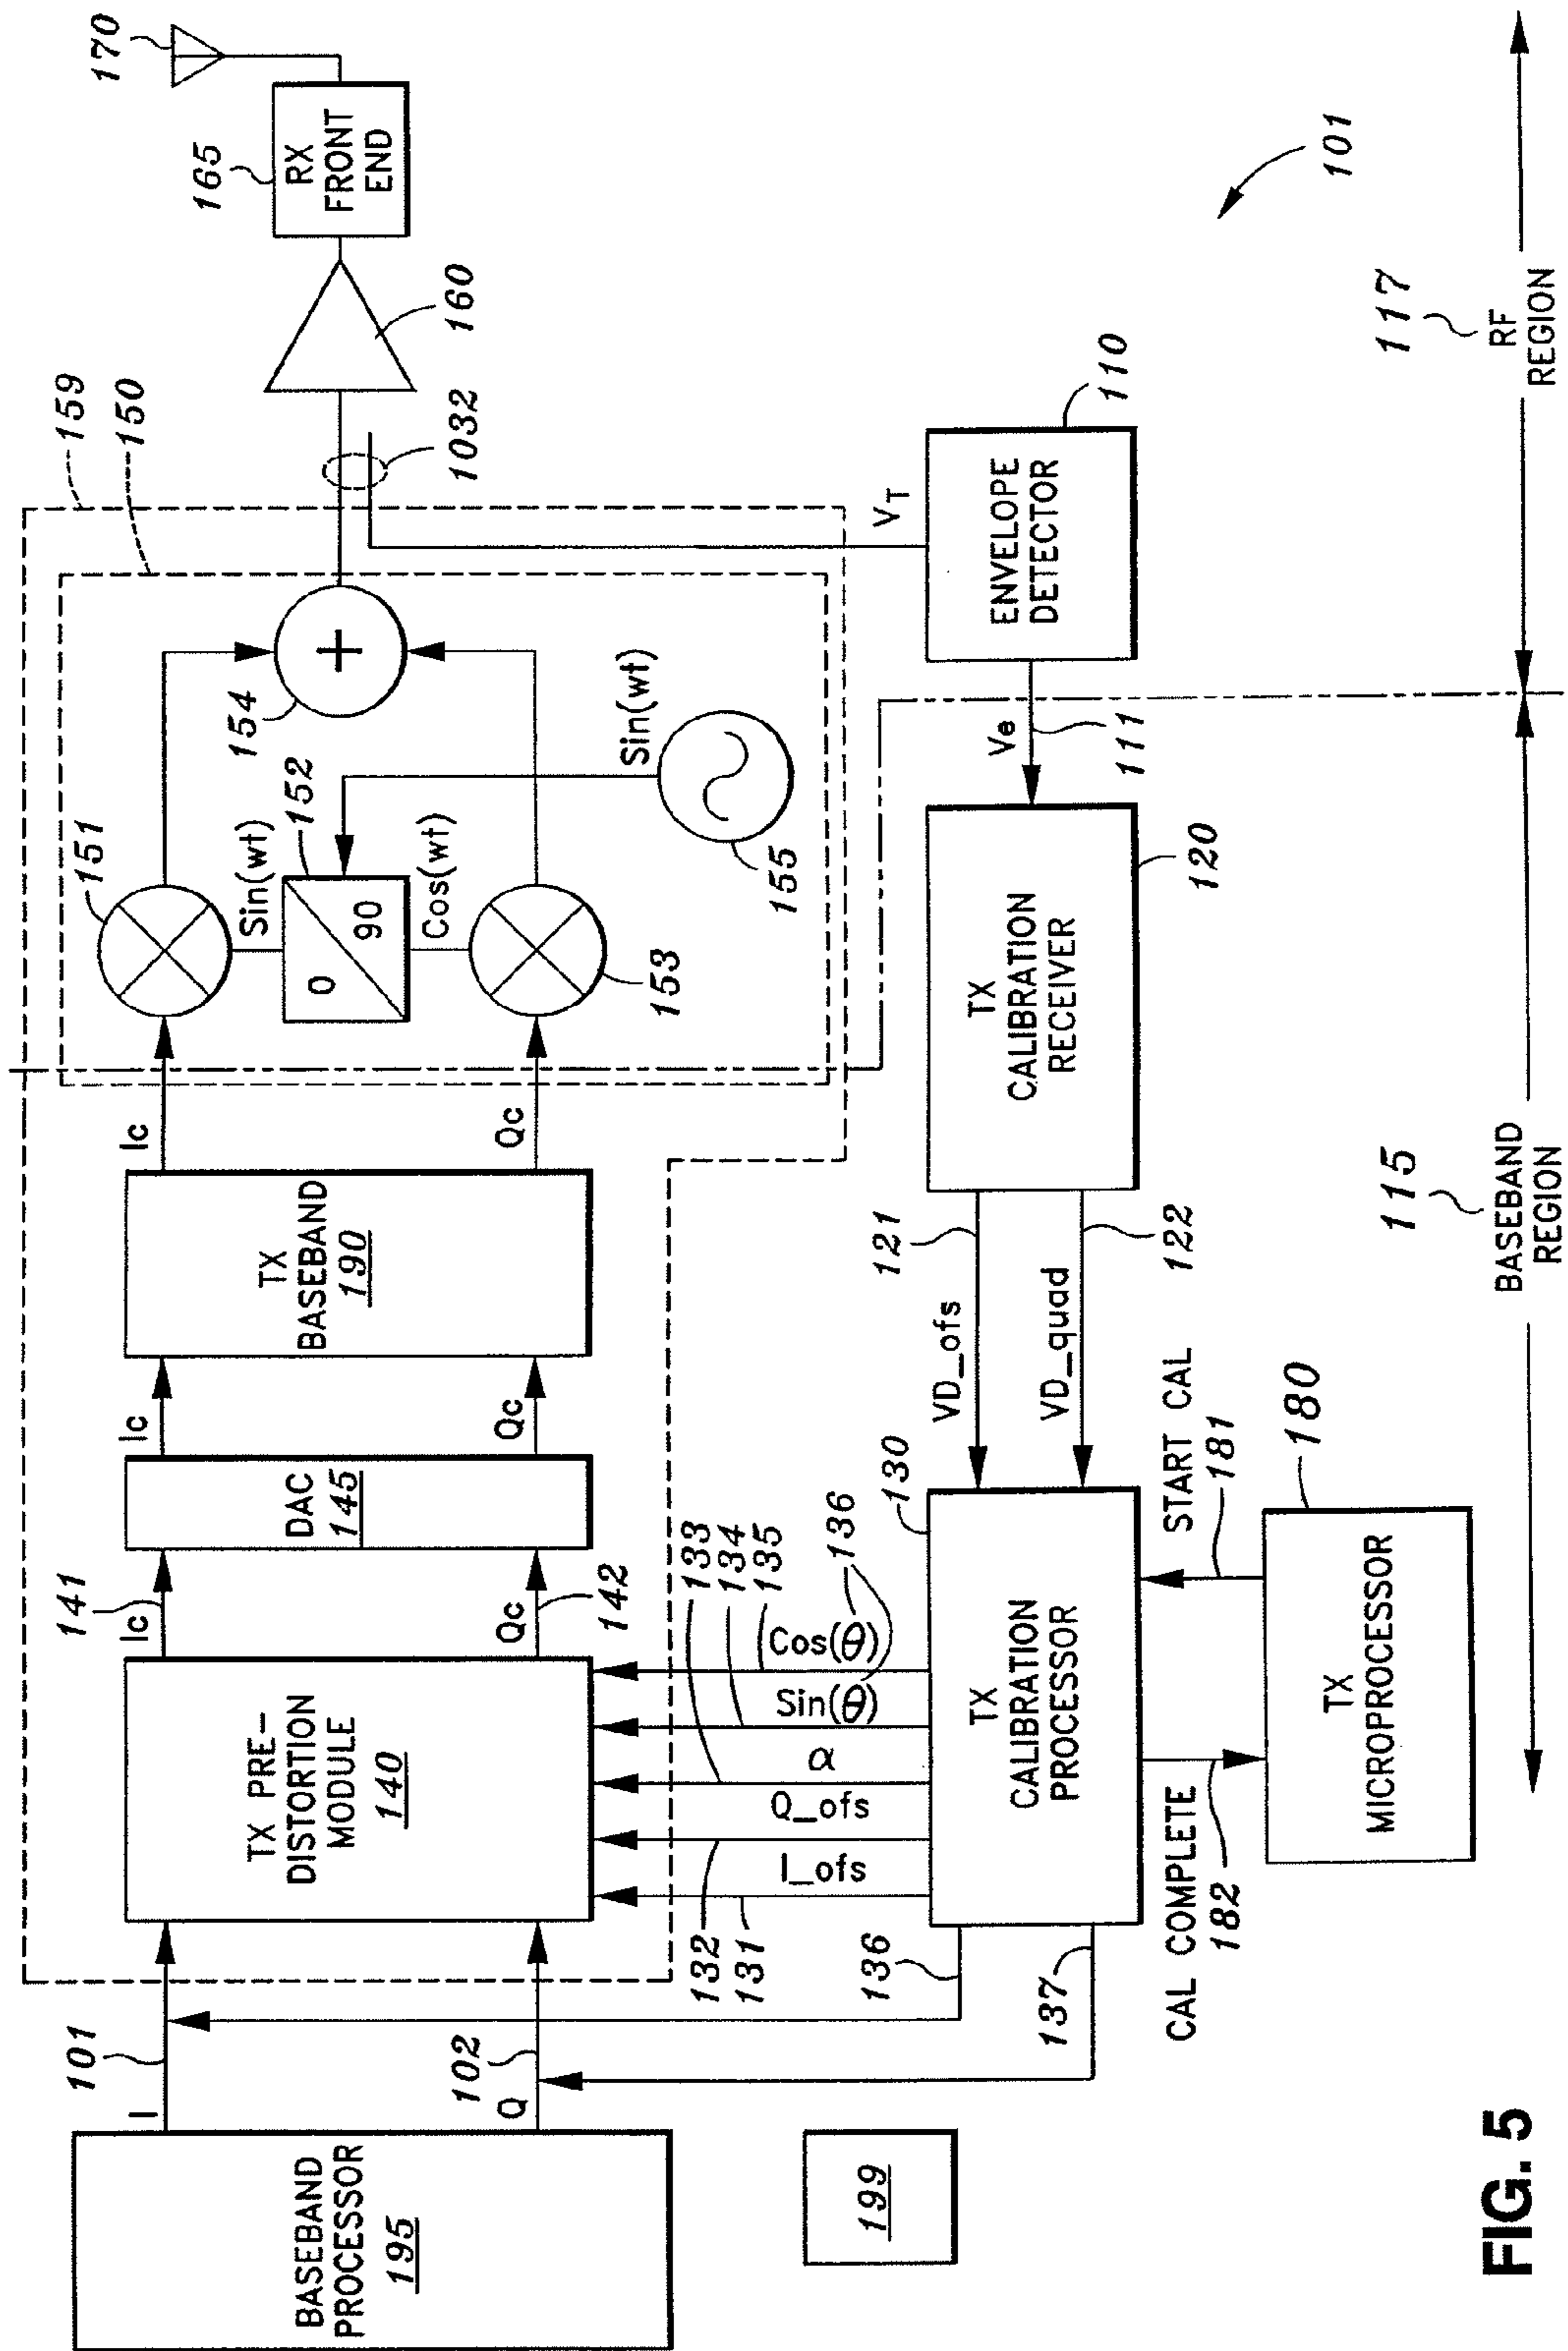 170
165
RX
FRONT
END
160
159
150
1032
154
151
Sin(wt)
152
0
90
Cos(wt)
153
Sin(wt)
155
VT
ENVELOPE
DETECTOR
110
101
117
RF
REGION
Ve
111
TX
CALIBRATION
RECEIVER
120
Ic
Qc
TX
BASEBAND
190
Ic
Qc
DAC
145
141
Ic
Qc
142
TX PRE-
DISTORTION
MODULE
140
121
VD_ofs
VD_quad
122
133
134
135
136
Cos(θ)
Sin(θ)
α
Q_ofs
I_ofs
132
131
130
TX
CALIBRATION
PROCESSOR
START CAL
181
180
TX
MICROPROCESSOR
CAL COMPLETE
182
136
137
115
BASEBAND
REGION
101
I
102
Q
BASEBAND
PROCESSOR
195
199
FIG. 5